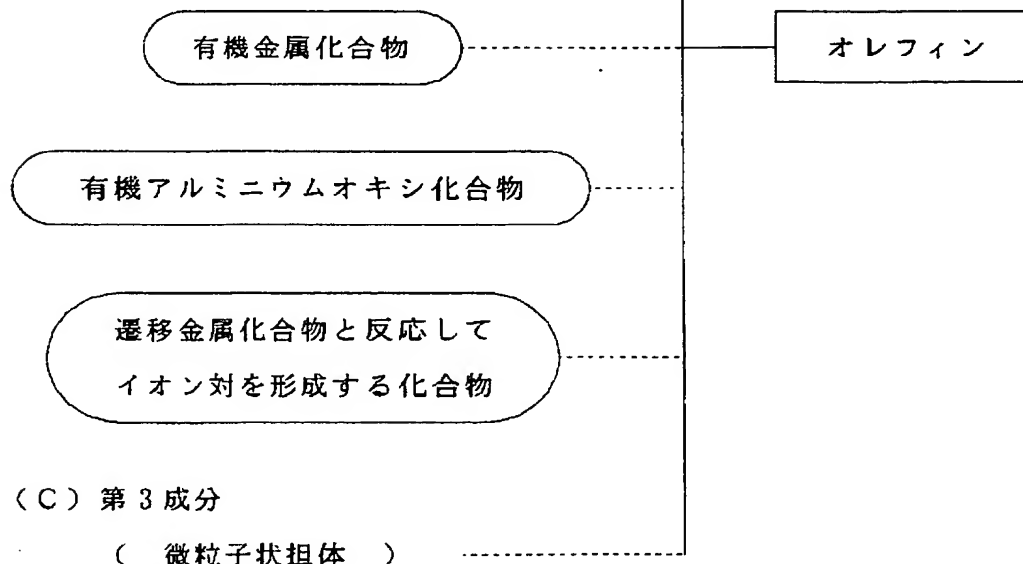 有機金属化合物
オレフィン
有機アルミニウムオキシ化合物
遷移金属化合物と反応して
イオン対を形成する化合物
(C) 第3成分
( 微粒子状担体 )